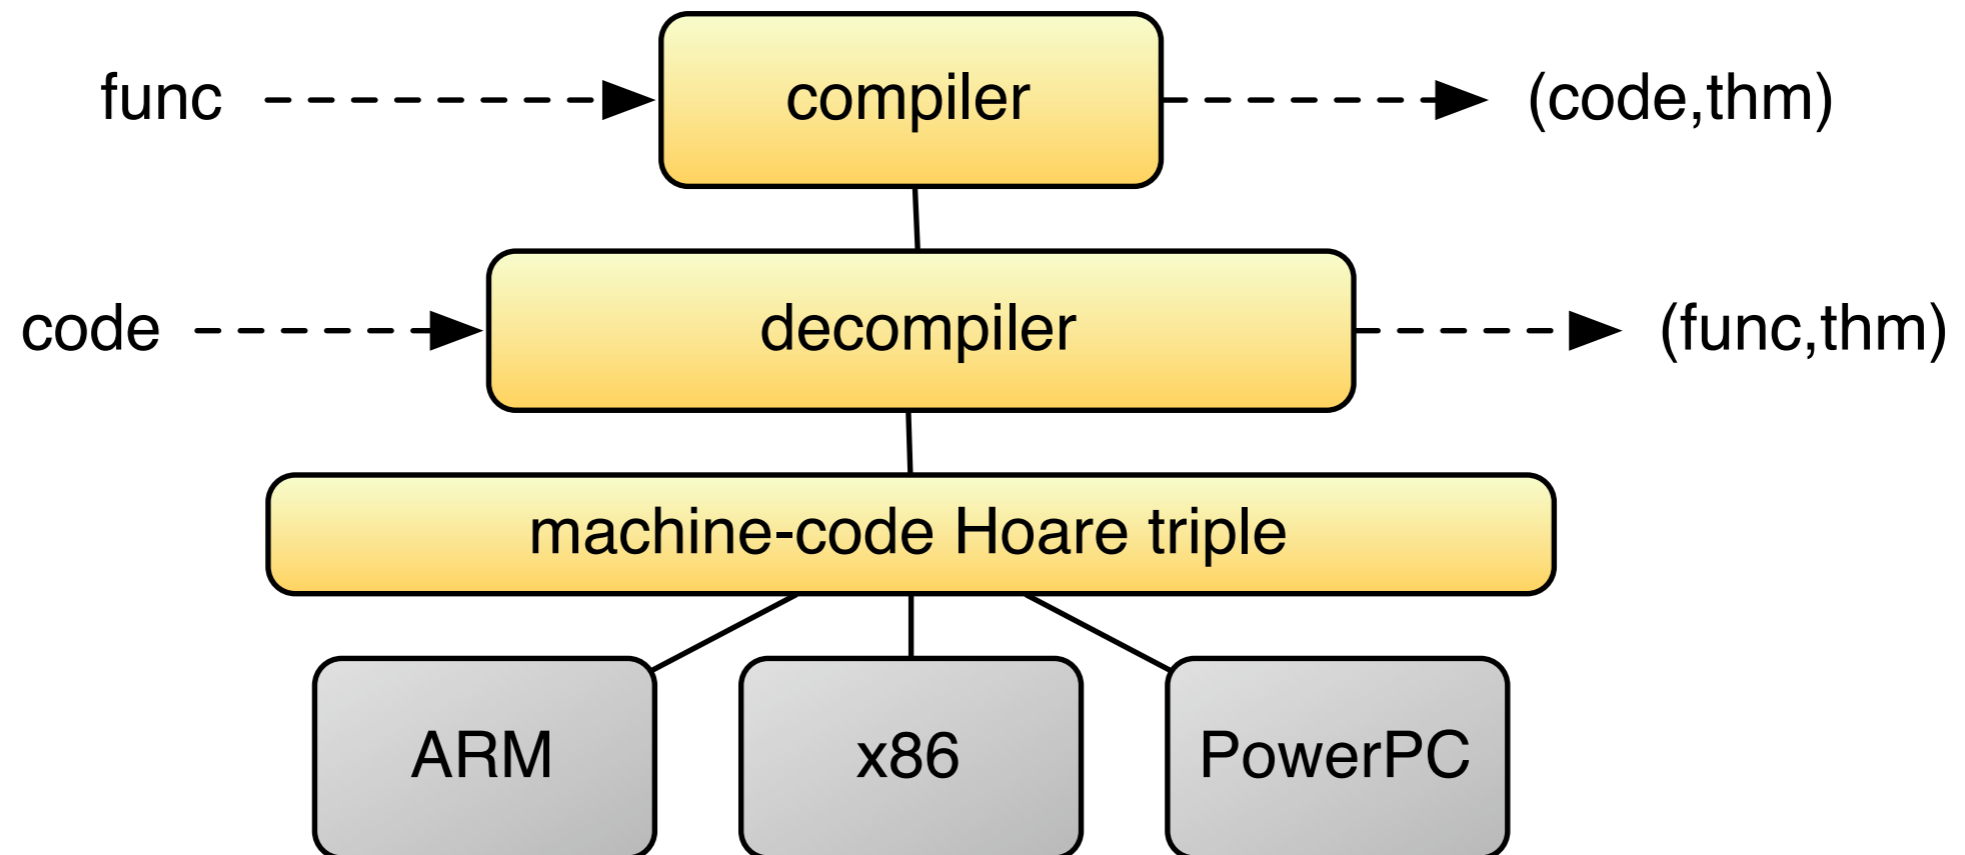 func
compiler
(code,thm)
code
decompiler
(func,thm)
machine-code Hoare triple
ARM
x86
PowerPC